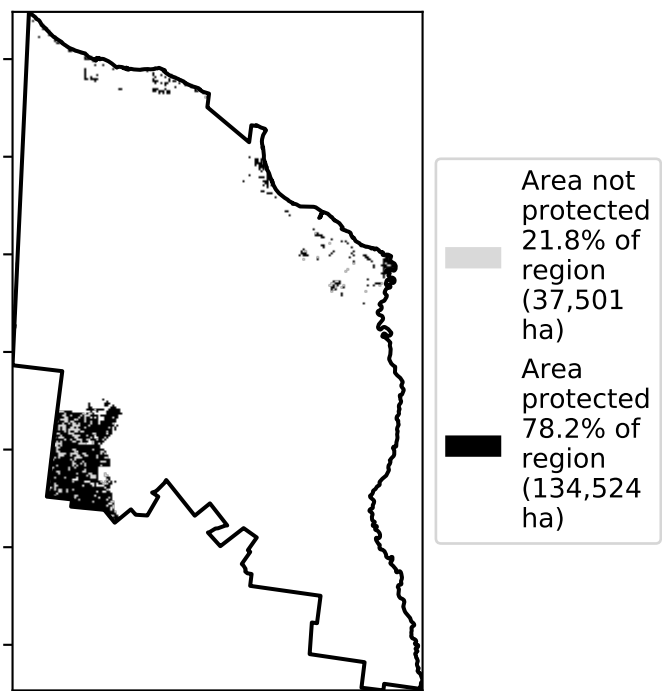 Area not
protected
21.8% of
region
(37,501
ha)
Area
protected
78.2% of
region
(134,524
ha)